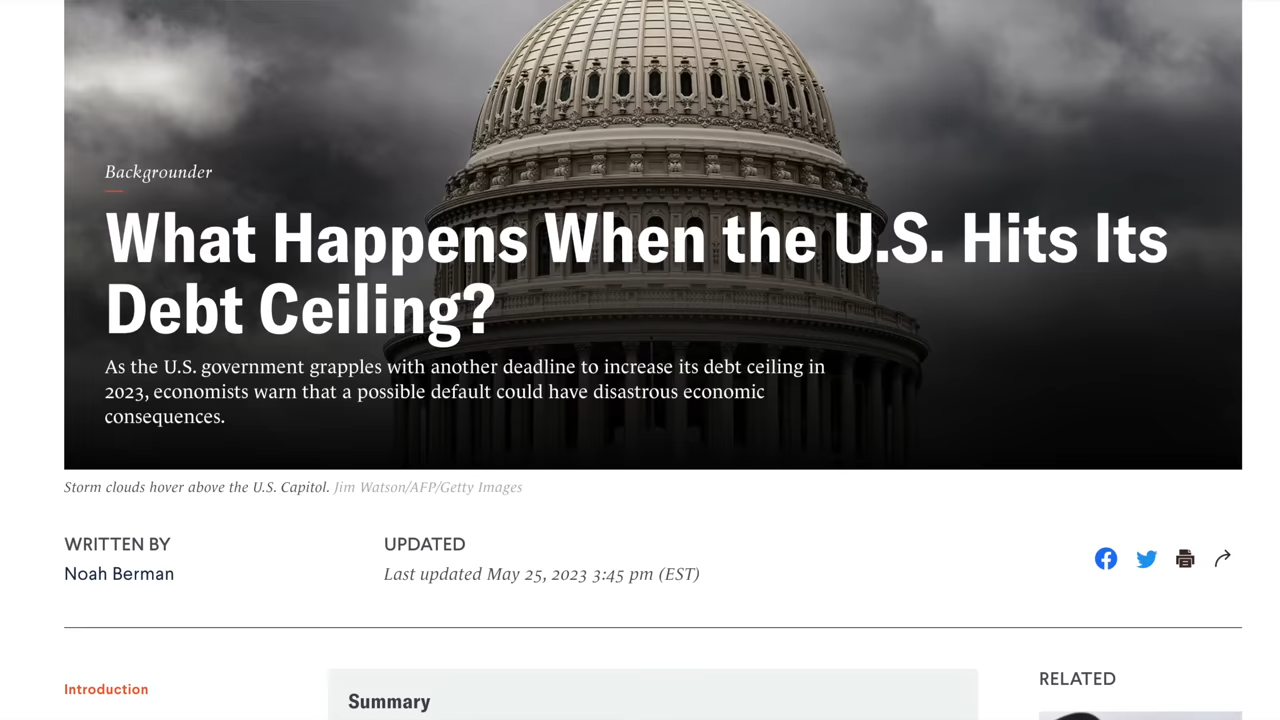 Backgrounder
What Happens When the U.S. Hits Its
Debt Ceiling?
As the U.S. government grapples with another deadline to increase its debt ceiling in
2023, economists warn that a possible default could have disastrous economic
consequences.
Storm clouds hover above the U.S. Capitol. Jim Watson/AFP/Getty Images
WRITTEN BY
Noah Berman
UPDATED
Last updated May 25, 2023 3:45 pm (EST)
Introduction
Summary
RELATED